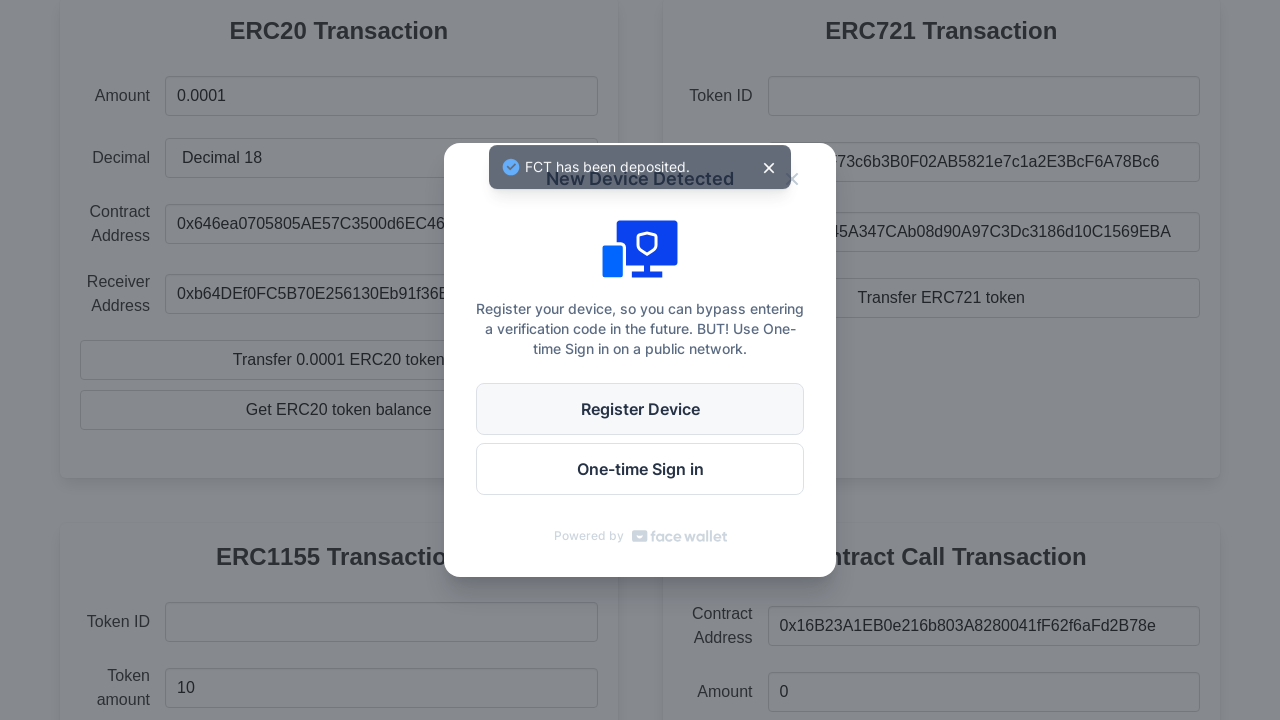 ERC20 Transaction
Amount
0.0001
Decimal
Decimal 18
Contract
Address
0x646ea0705805AE57C3500d6EC46
Receiver
Address
0xb64DEf0FC5B70E256130Eb91f36E
Transfer 0.0001 ERC20 token
Get ERC20 token balance
ERC721 Transaction
Token ID
73c6b3B0F02AB5821e7c1a2E3BcF6A78Bc6
45A347CAb08d90A97C3Dc3186d10C1569EBA
Transfer ERC721 token
FCT has been deposited.
New Device Detected
Register your device, so you can bypass entering
a verification code in the future. BUT! Use One-
time Sign in on a public network.
Register Device
One-time Sign in
Powered by face wallet
ERC1155 Transactio
Token ID
Token
amount
10
ntract Call Transaction
Contract
Address
0x16B23A1EB0e216b803A8280041fF62f6aFd2B78e
Amount
0